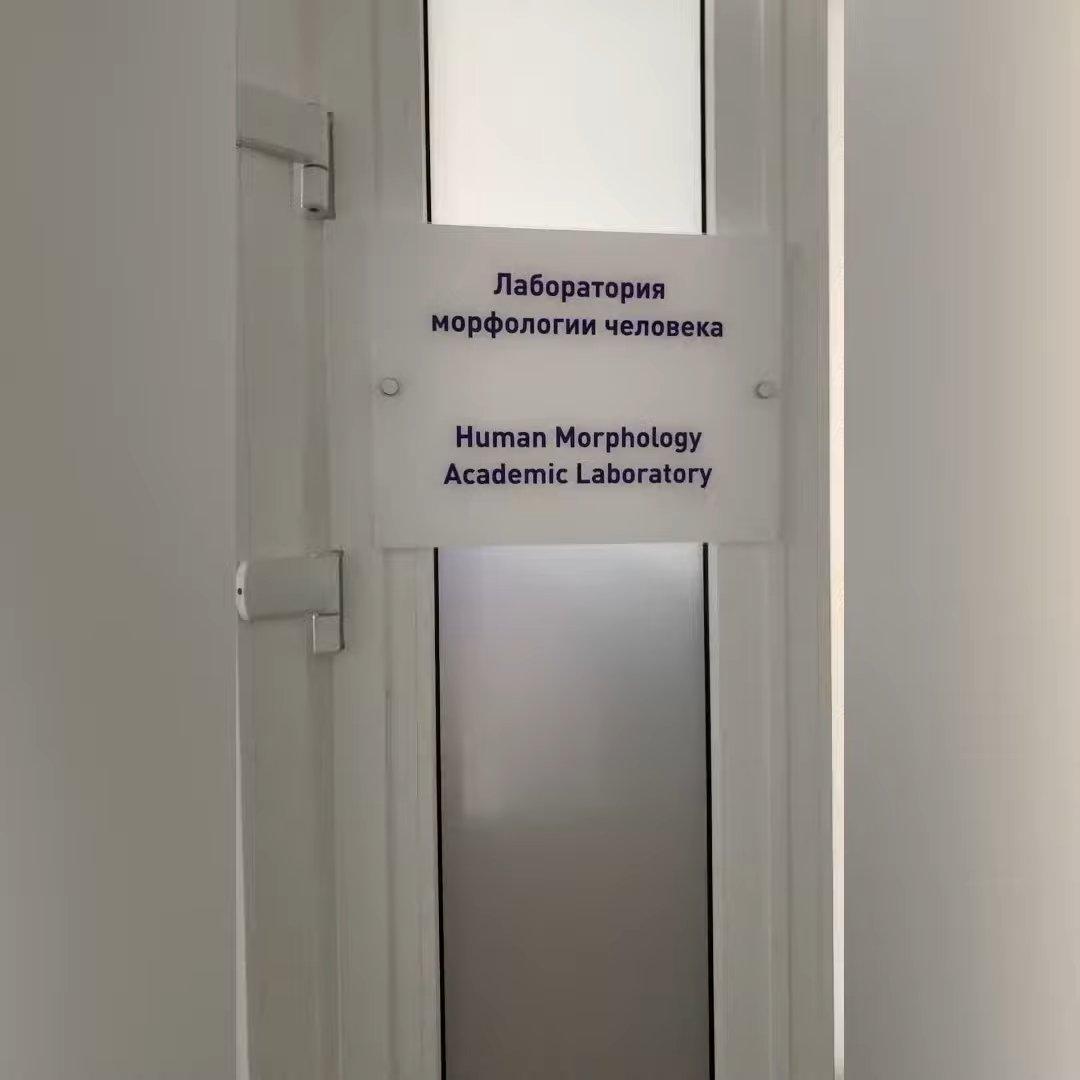 Лаборатория
морфологии человека
Human Morphology
Academic Laboratory